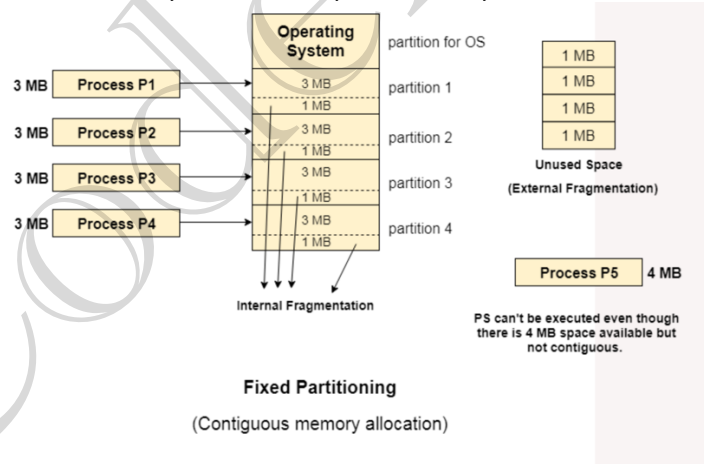 Operating
System
partition for OS
3 MB
Process P1
3 MB
1 MB
partition 1
3 MB
Process P2
3 MB
1 MB
partition 2
3 MB
Process P3
3 MB
1 MB
partition 3
3 MB
Process P4
3 MB
1 MB
partition 4
Internal Fragmentation
1 MB
1 MB
1 MB
1 MB
Unused Space
(External Fragmentation)
Process P5
4 MB
PS can't be executed even though
there is 4 MB space available but
not contiguous.
Fixed Partitioning
(Contiguous memory allocation)